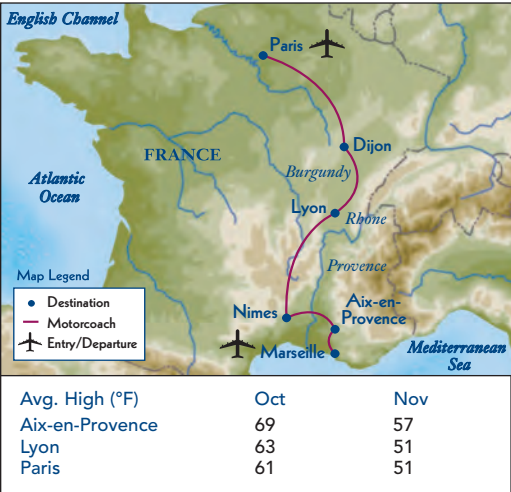 English Channel
Paris
Dijon
FRANCE
Burgundy
Atlantic
Ocean
Lyon
Rhone
Provence
Map Legend
Destination
Motorcoach
Entry/Departure
Nimes
Aix-en-
Provence
Marseille
Mediterranean
Sea
Avg. High (°F) Oct Nov
Aix-en-Provence 69 57
Lyon 63 51
Paris 61 51